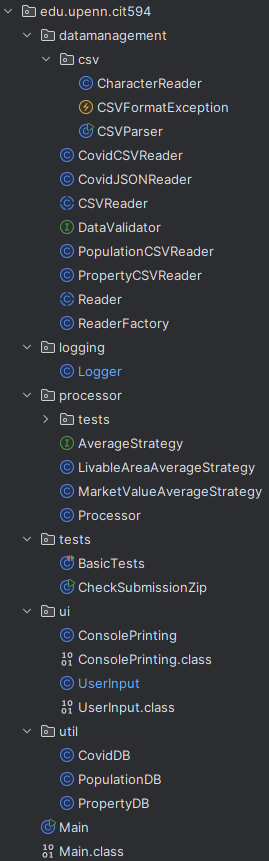 edu.upenn.cit594
datamanagement
csv
CharacterReader
CSVFormatException
CSVParser
CovidCSVReader
CovidJSONReader
CSVReader
DataValidator
PopulationCSVReader
PropertyCSVReader
Reader
ReaderFactory
logging
Logger
processor
tests
AverageStrategy
LivableAreaAverageStrategy
MarketValueAverageStrategy
Processor
tests
BasicTests
CheckSubmissionZip
ui
ConsolePrinting
ConsolePrinting.class
UserInput
UserInput.class
util
CovidDB
PopulationDB
PropertyDB
Main
Main.class